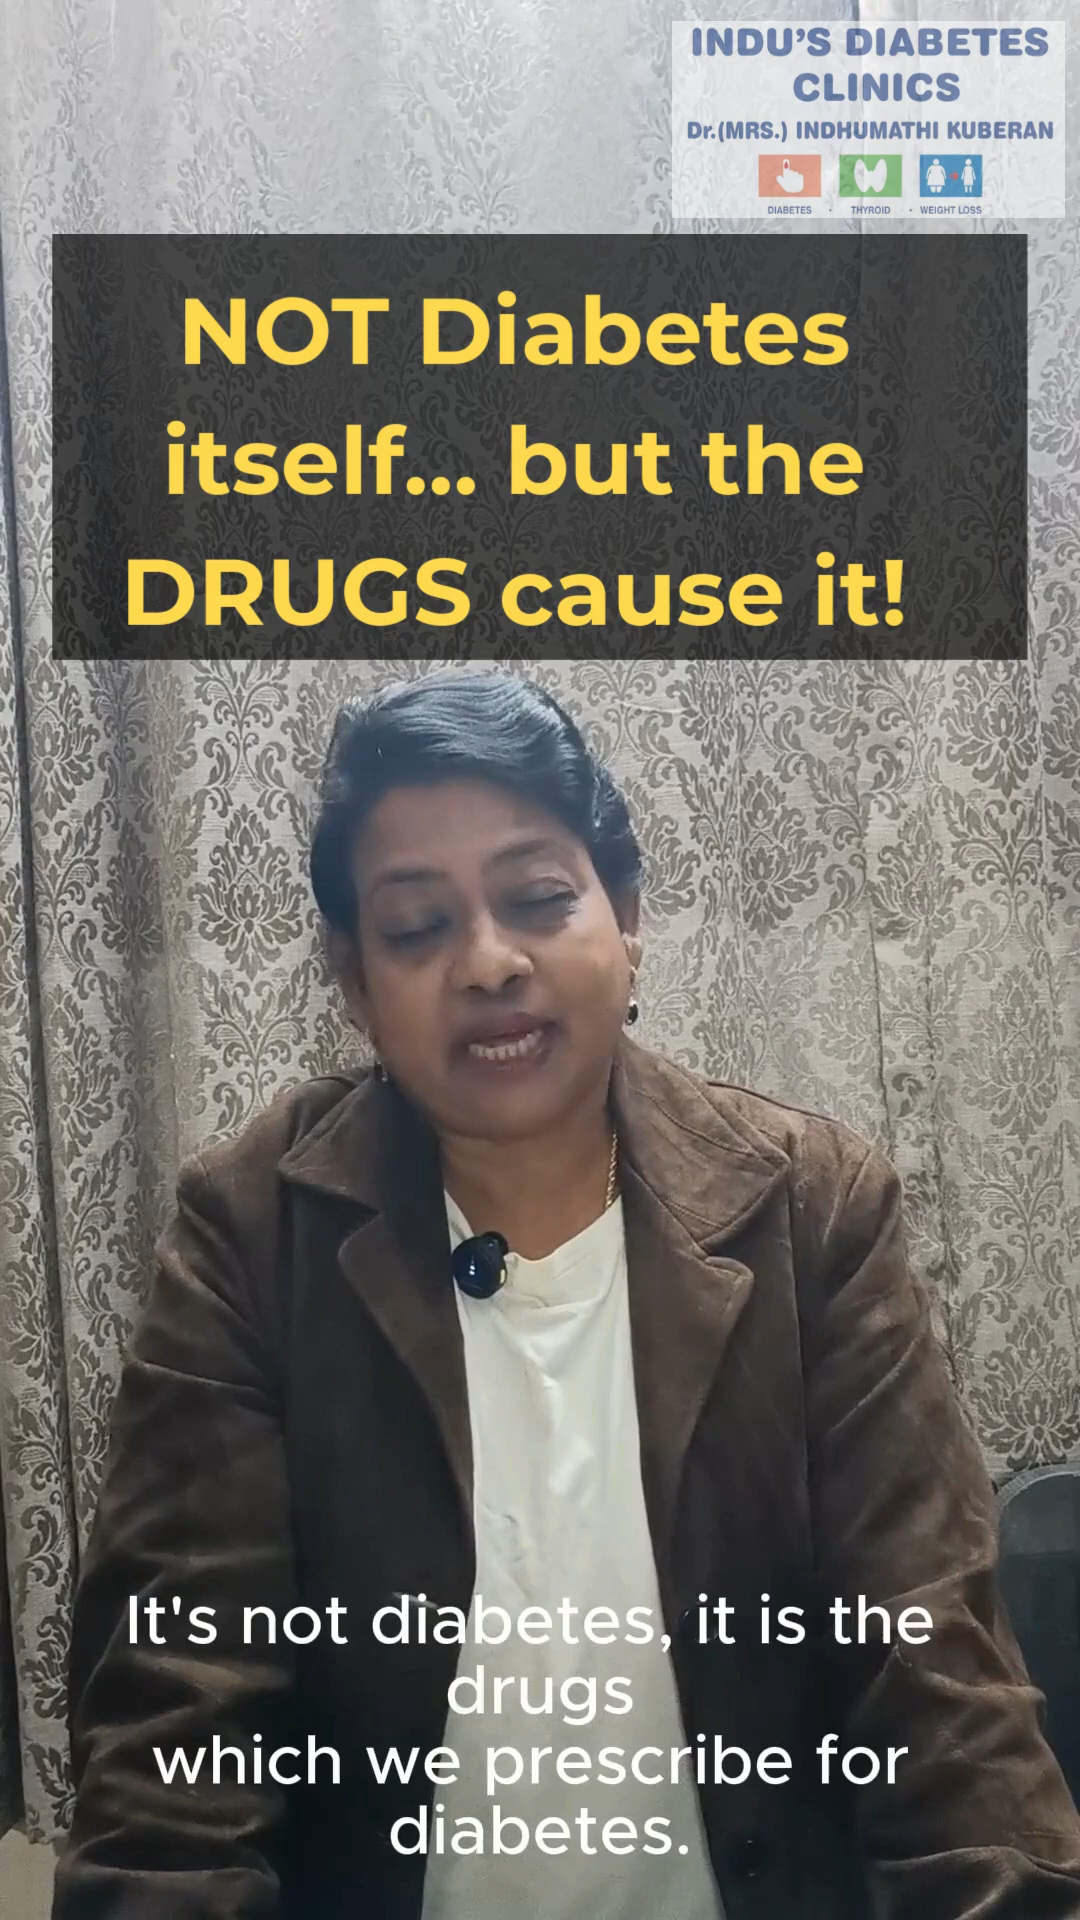 INDU'S DIABETES
CLINICS
Dr.(MRS.) INDHUMATHI KUBERAN
DIABETES · THYROID · WEIGHT LOSS
NOT Diabetes
itself... but the
DRUGS cause it!
It's not diabetes, it is the
drugs
which we prescribe for
diabetes.